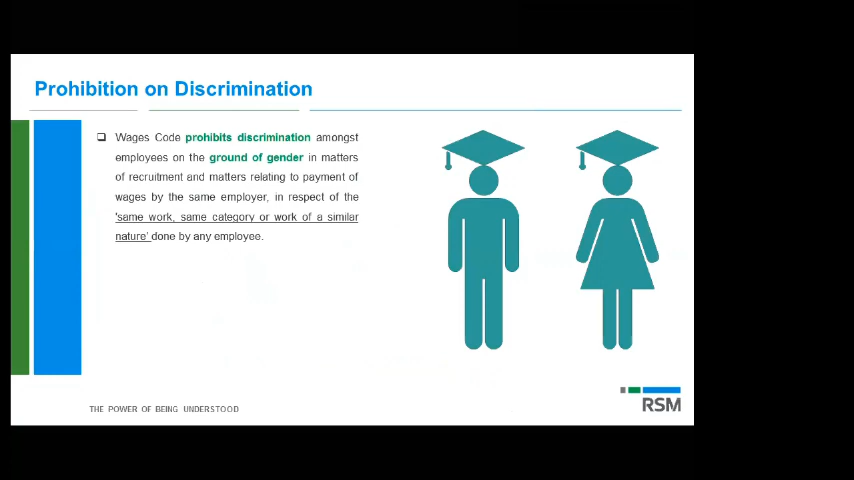 Prohibition on Discrimination
Wages Code prohibits discrimination amongst
employees on the ground of gender in matters
of recruitment and matters relating to payment of
wages by the same employer, in respect of the
'same work, same category or work of a similar
nature' done by any employee.
THE POWER OF BEING UNDERSTOOD
RSM